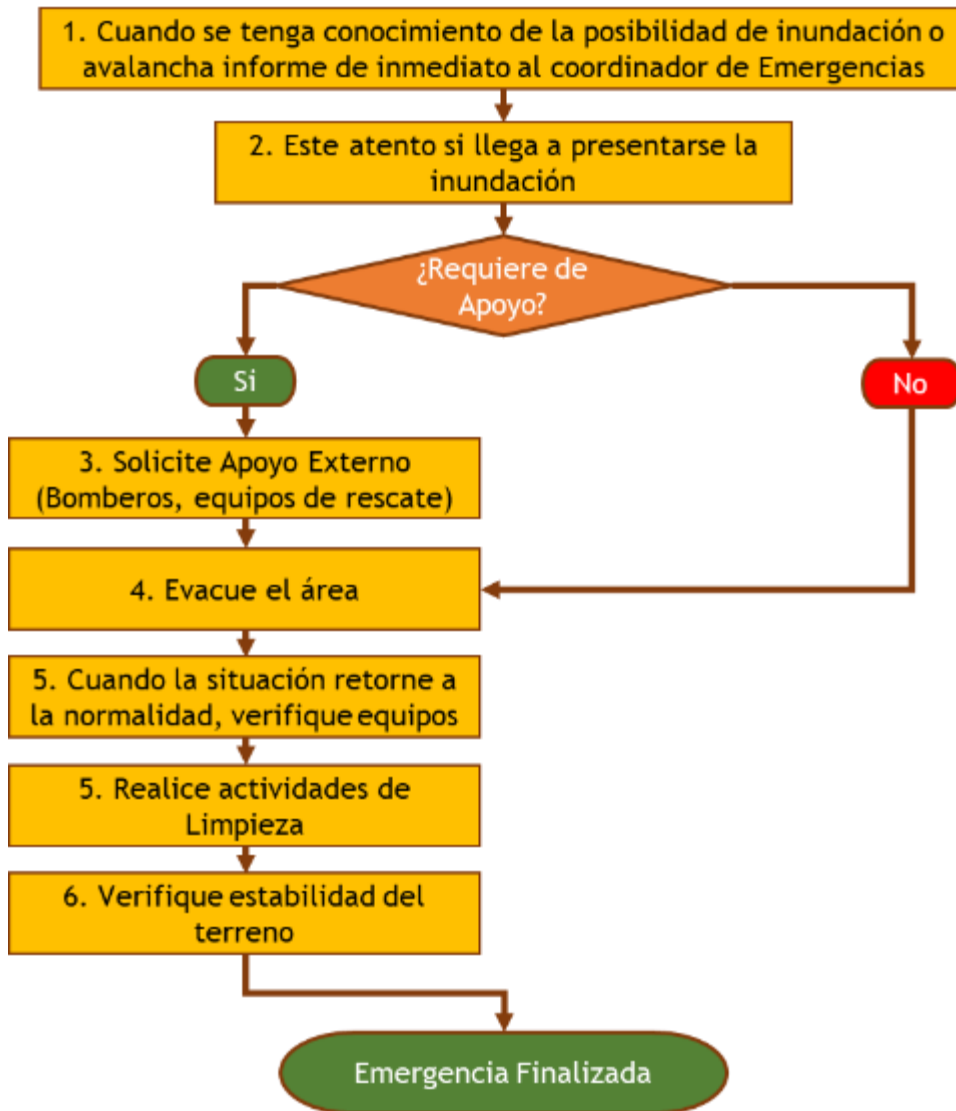 1. Cuando se tenga conocimiento de la posibilidad de inundación o
avalancha informe de inmediato al coordinador de Emergencias
2. Este atento si llega a presentarse la
inundación
¿Requiere de
Apoyo?
Si
No
3. Solicite Apoyo Externo
(Bomberos, equipos de rescate)
4. Evacue el área
5. Cuando la situación retorne a
la normalidad, verifique equipos
5. Realice actividades de
Limpieza
6. Verifique estabilidad del
terreno
Emergencia Finalizada